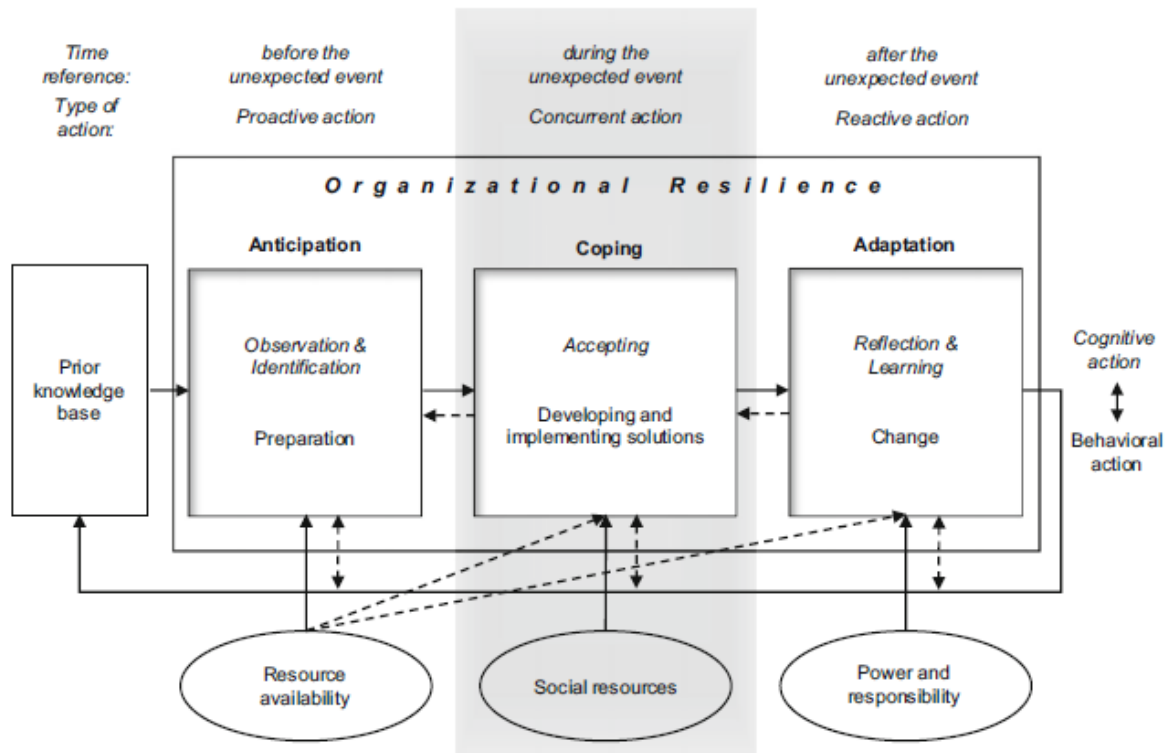 Time
reference:
before the
unexpected event
during the
unexpected event
after the
unexpected event
Type of
action:
Proactive action
Concurrent action
Reactive action
Organizational Resilience
Anticipation
Coping
Adaptation
Prior
knowledge
base
Observation &
Identification
Preparation
Accepting
Developing and
implementing solutions
Reflection &
Learning
Change
Cognitive
action
Behavioral
action
Resource
availability
Social resources
Power and
responsibility